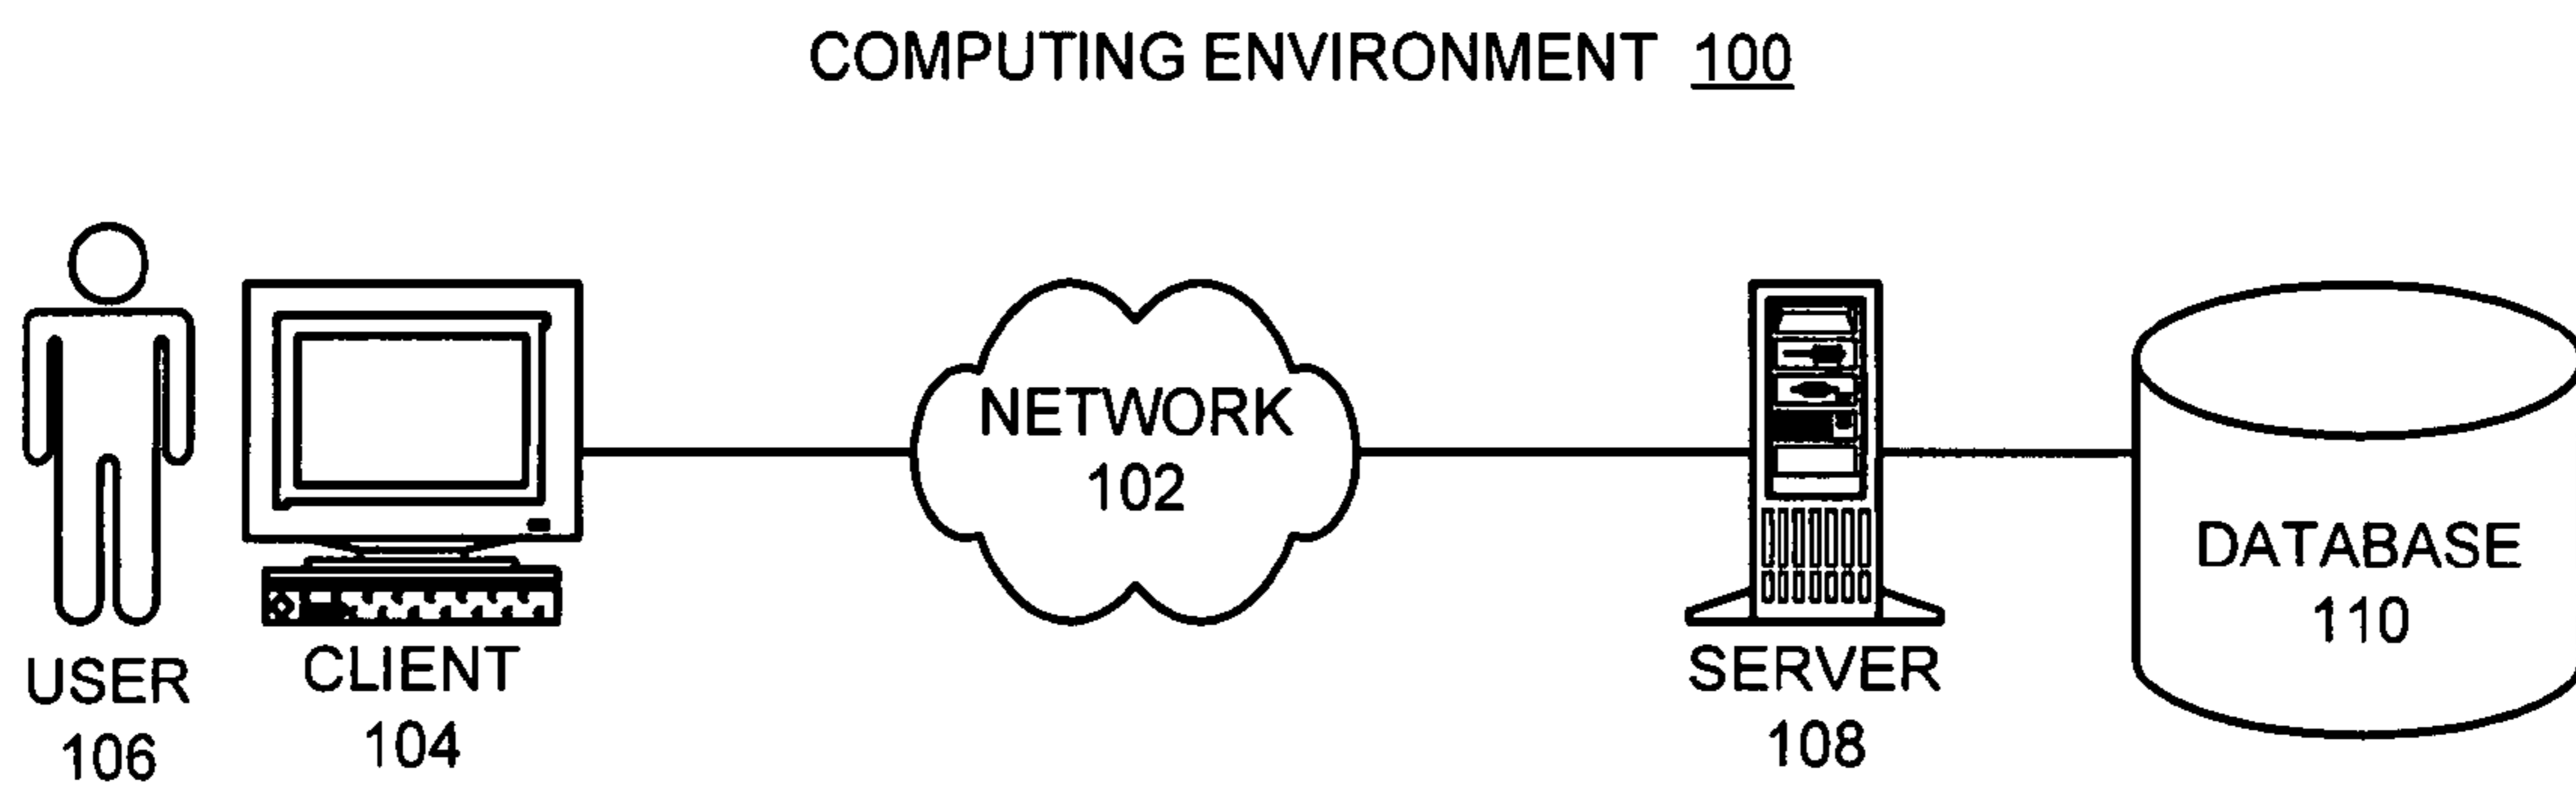 COMPUTING ENVIRONMENT 100
NETWORK
102
DATABASE
110
USER
106
CLIENT
104
SERVER
108